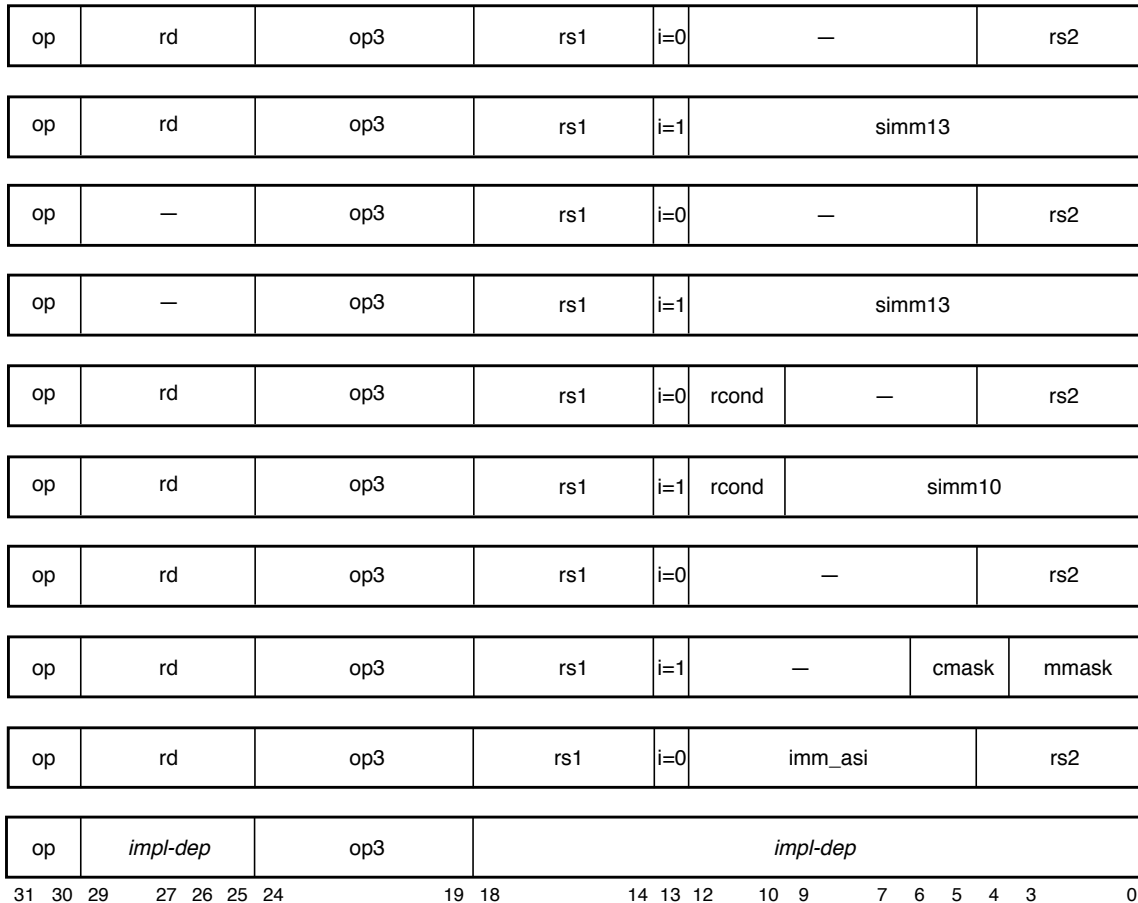 op rd op3 rs1 i=0 — rs2
op rd op3 rs1 i=1 simm13
op — op3 rs1 i=0 — rs2
op — op3 rs1 i=1 simm13
op rd op3 rs1 i=0 rcond — rs2
op rd op3 rs1 i=1 rcond simm10
op rd op3 rs1 i=0 — rs2
op rd op3 rs1 i=1 — cmask mmask
op rd op3 rs1 i=0 imm_asi rs2
op impl-dep op3 impl-dep
31 30 29 27 26 25 24 19 18 14 13 12 10 9 7 6 5 4 3 0